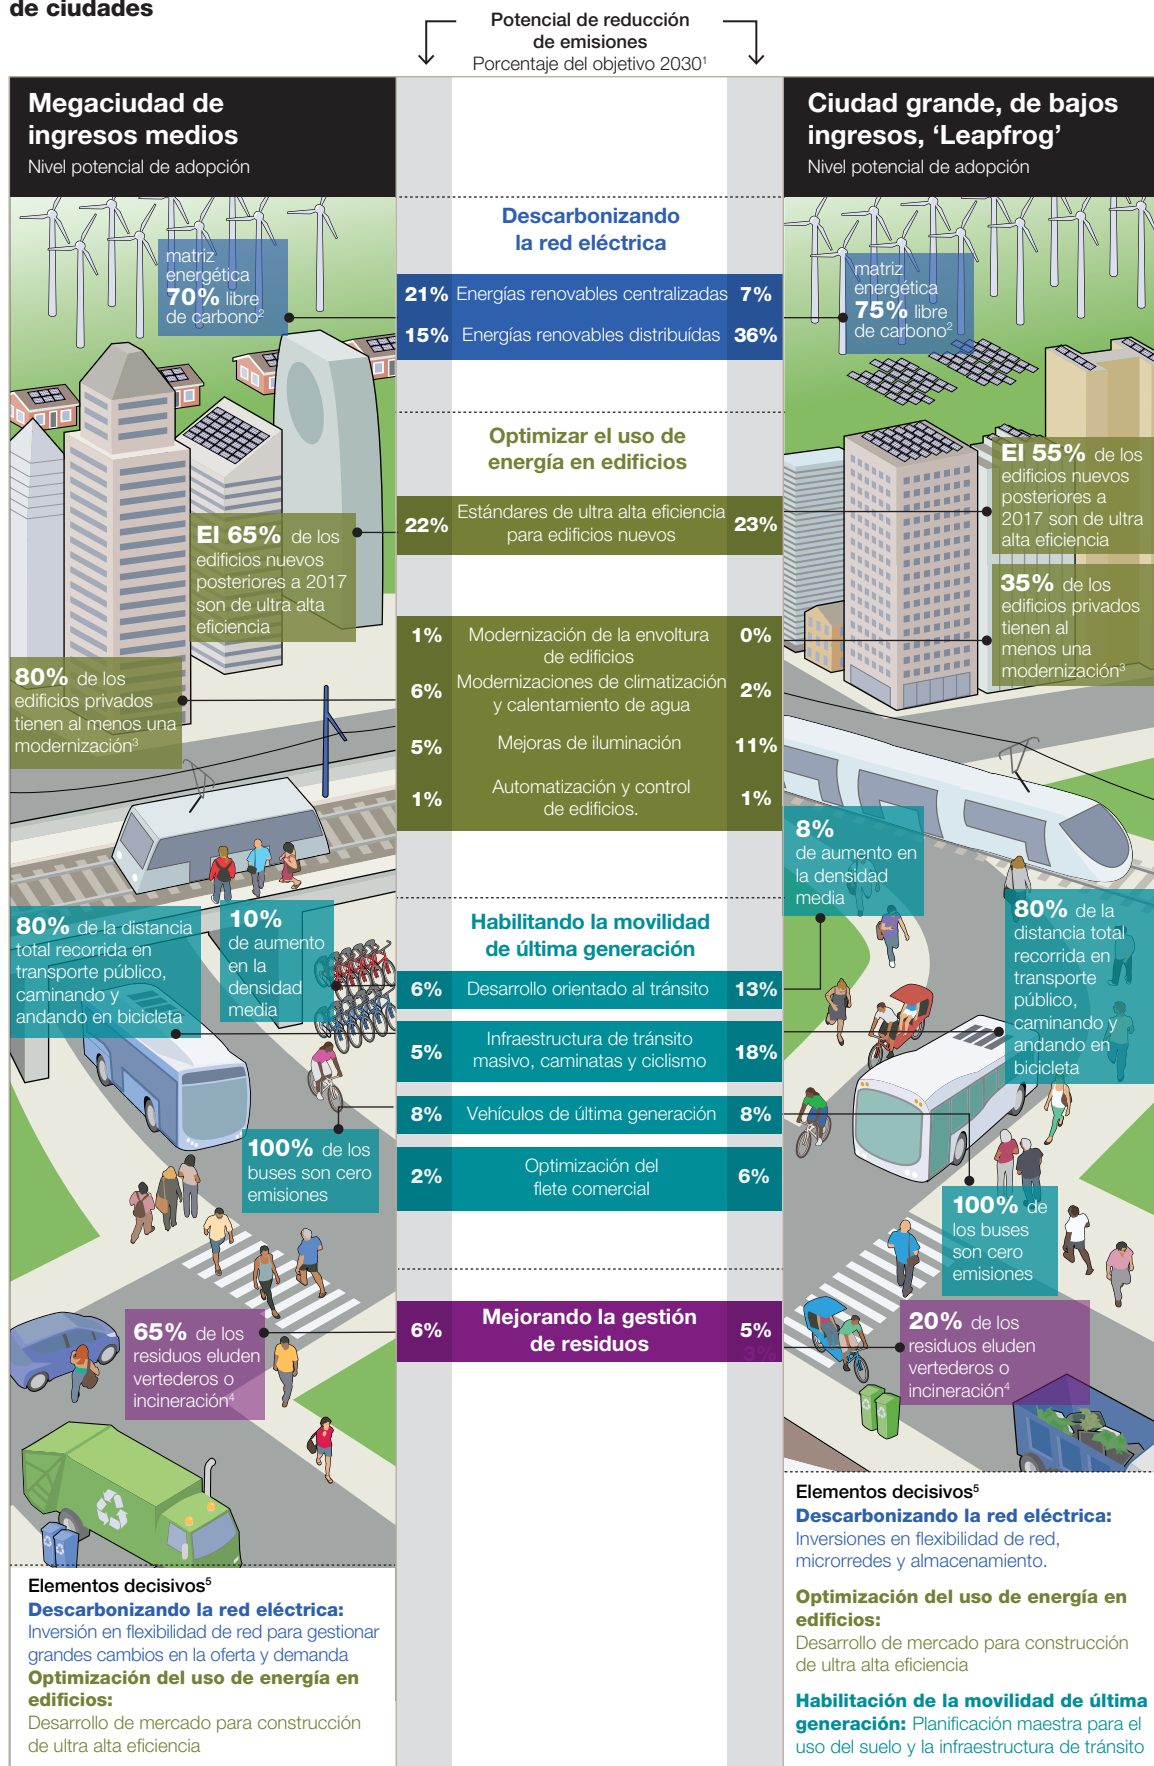 de ciudades
Potencial de reducción
de emisiones
Porcentaje del objetivo 2030¹
Megaciudad de
ingresos medios
Nivel potencial de adopción
Ciudad grande, de bajos
ingresos, ‘Leapfrog’
Nivel potencial de adopción
Descarbonizando
la red eléctrica
matriz
energética
70% libre
de carbono²
21% Energías renovables centralizadas 7%
15% Energías renovables distribuídas 36%
matriz
energética
75% libre
de carbono²
Optimizar el uso de
energía en edificios
El 65% de los
edificios nuevos
posteriores a 2017
son de ultra alta
eficiencia
22% Estándares de ultra alta eficiencia
para edificios nuevos 23%
El 55% de los
edificios nuevos
posteriores a
2017 son de ultra
alta eficiencia
80% de los
edificios privados
tienen al menos una
modernización³
1% Modernización de la envoltura
de edificios 0%
6% Modernizaciones de climatización
y calentamiento de agua 2%
5% Mejoras de iluminación 11%
1% Automatización y control
de edificios. 1%
35% de los
edificios privados
tienen al
menos una
modernización³
Habilitando la movilidad
de última generación
80% de la distancia
total recorrida en
transporte público,
caminando y
andando en bicicleta
10%
de aumento
en la
densidad
media
6% Desarrollo orientado al tránsito 13%
5% Infraestructura de tránsito
masivo, caminatas y ciclismo 18%
8% Vehículos de última generación 8%
2% Optimización del
flete comercial 6%
8%
de aumento en
la densidad
media
80% de la
distancia total
recorrida en
transporte
público,
caminando y
andando en
bicicleta
100% de los
buses son cero
emisiones
100% de
los buses
son cero
emisiones
65% de los
residuos eluden
vertederos o
incineración⁴
6% Mejorando la gestión
de residuos 5%
3%
20% de los
residuos eluden
vertederos o
incineración⁴
Elementos decisivos⁵
Descarbonizando la red eléctrica:
Inversión en flexibilidad de red para gestionar
grandes cambios en la oferta y demanda
Optimización del uso de energía en
edificios:
Desarrollo de mercado para construcción
de ultra alta eficiencia
Elementos decisivos⁵
Descarbonizando la red eléctrica:
Inversiones en flexibilidad de red,
microrredes y almacenamiento.
Optimización del uso de energía en
edificios:
Desarrollo de mercado para construcción
de ultra alta eficiencia
Habilitación de la movilidad de última
generación: Planificación maestra para el
uso del suelo y la infraestructura de tránsito